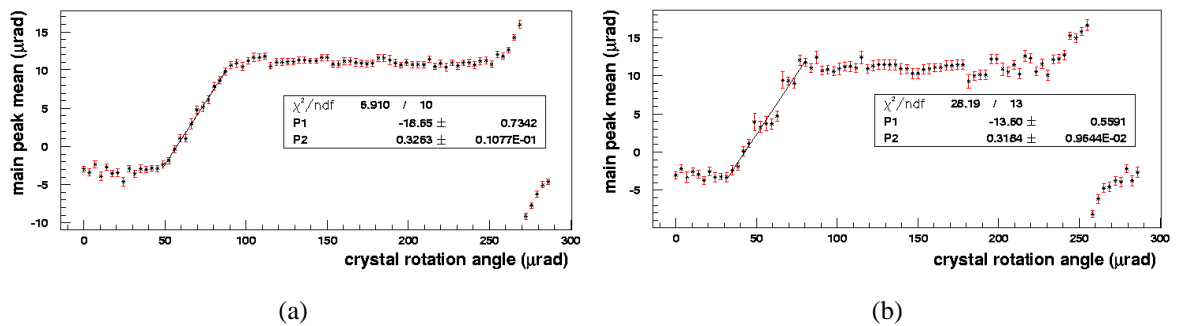 main peak mean (μrad)
15
10
5
0
-5
-10
χ²/ndf 6.910 / 10
P1 -18.55 ± 0.7342
P2 0.3263 ± 0.1077E-01
0 50 100 150 200 250 300
crystal rotation angle (μrad)
(a)
main peak mean (μrad)
15
10
5
0
-5
χ²/ndf 26.19 / 13
P1 -13.60 ± 0.5591
P2 0.3184 ± 0.9644E-02
0 50 100 150 200 250 300
crystal rotation angle (μrad)
(b)